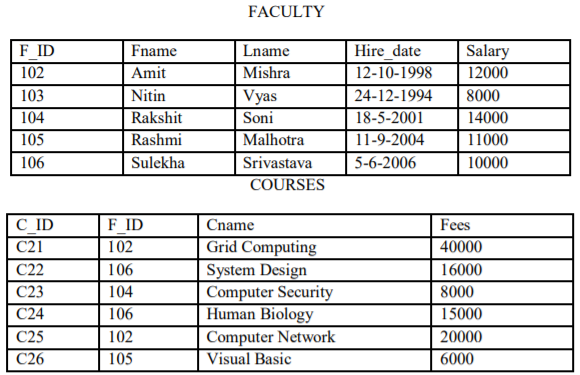 FACULTY
F_ID Fname Lname Hire_date Salary
102 Amit Mishra 12-10-1998 12000
103 Nitin Vyas 24-12-1994 8000
104 Rakshit Soni 18-5-2001 14000
105 Rashmi Malhotra 11-9-2004 11000
106 Sulekha Srivastava 5-6-2006 10000
COURSES
C_ID F_ID Cname Fees
C21 102 Grid Computing 40000
C22 106 System Design 16000
C23 104 Computer Security 8000
C24 106 Human Biology 15000
C25 102 Computer Network 20000
C26 105 Visual Basic 6000